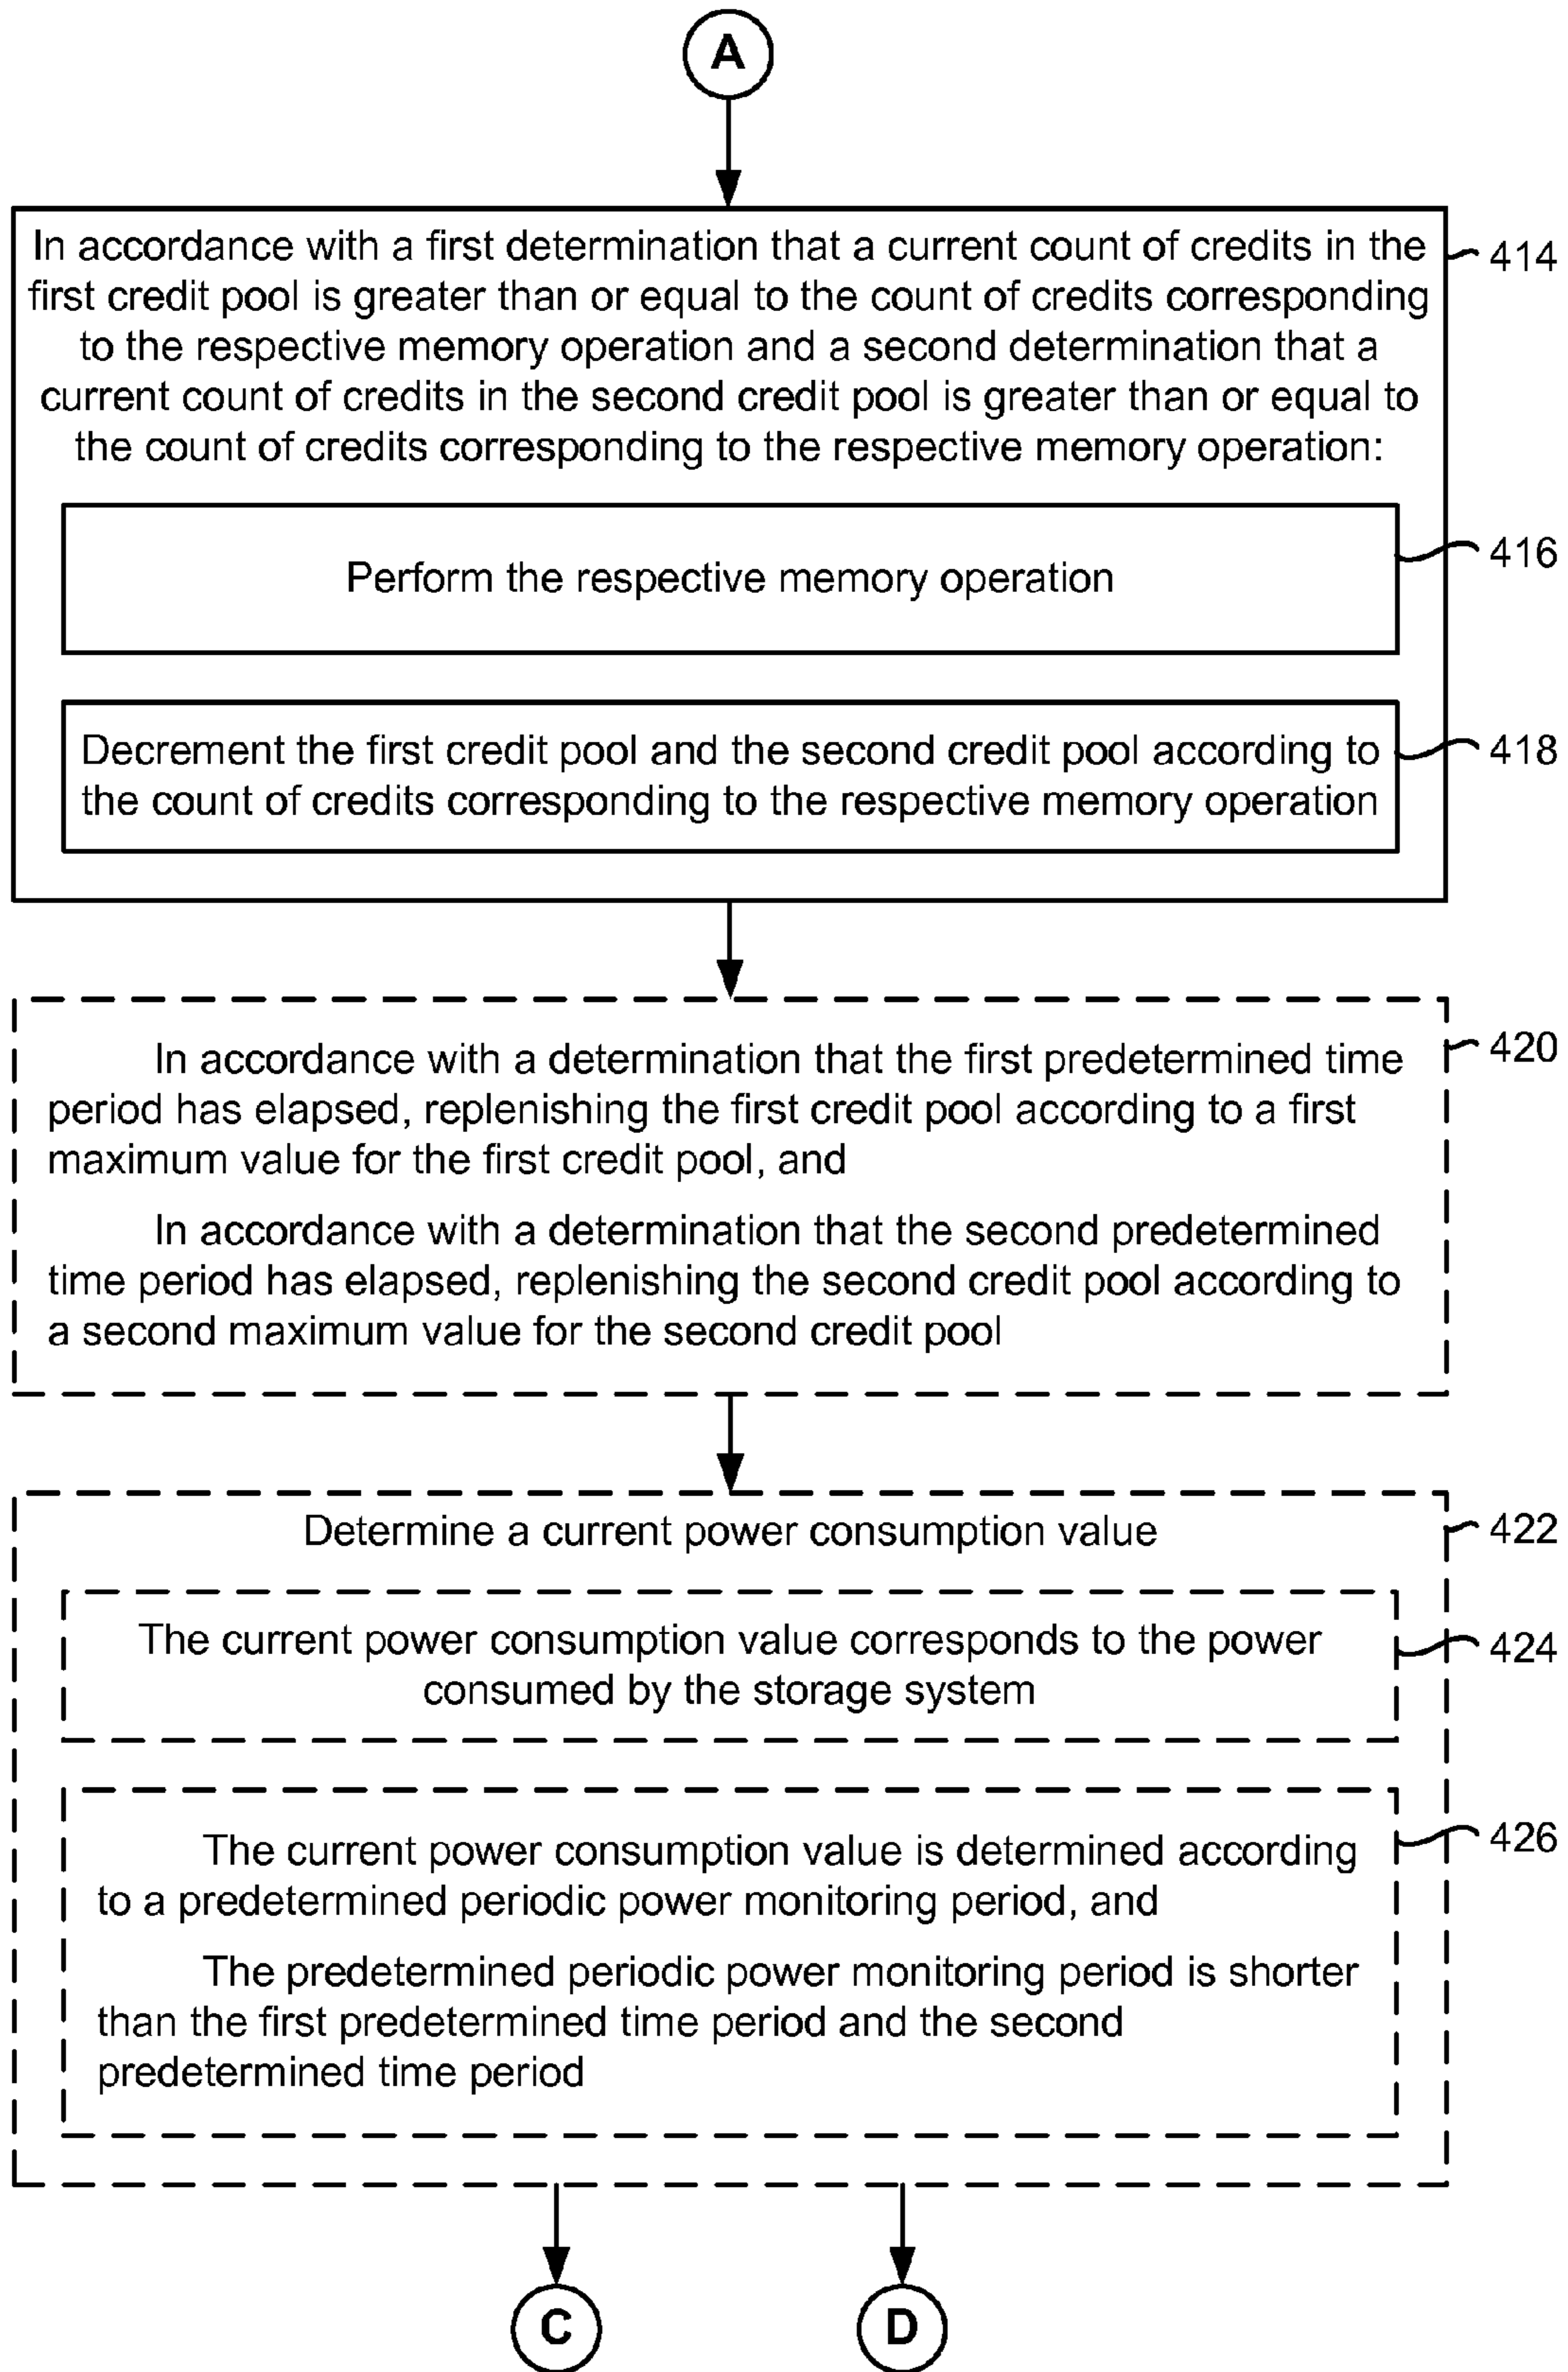 A
In accordance with a first determination that a current count of credits in the
first credit pool is greater than or equal to the count of credits corresponding
to the respective memory operation and a second determination that a
current count of credits in the second credit pool is greater than or equal to
the count of credits corresponding to the respective memory operation:
414
Perform the respective memory operation
416
Decrement the first credit pool and the second credit pool according to
the count of credits corresponding to the respective memory operation
418
In accordance with a determination that the first predetermined time
period has elapsed, replenishing the first credit pool according to a first
maximum value for the first credit pool, and
In accordance with a determination that the second predetermined
time period has elapsed, replenishing the second credit pool according to
a second maximum value for the second credit pool
420
Determine a current power consumption value
422
The current power consumption value corresponds to the power
consumed by the storage system
424
The current power consumption value is determined according
to a predetermined periodic power monitoring period, and
The predetermined periodic power monitoring period is shorter
than the first predetermined time period and the second
predetermined time period
426
C
D